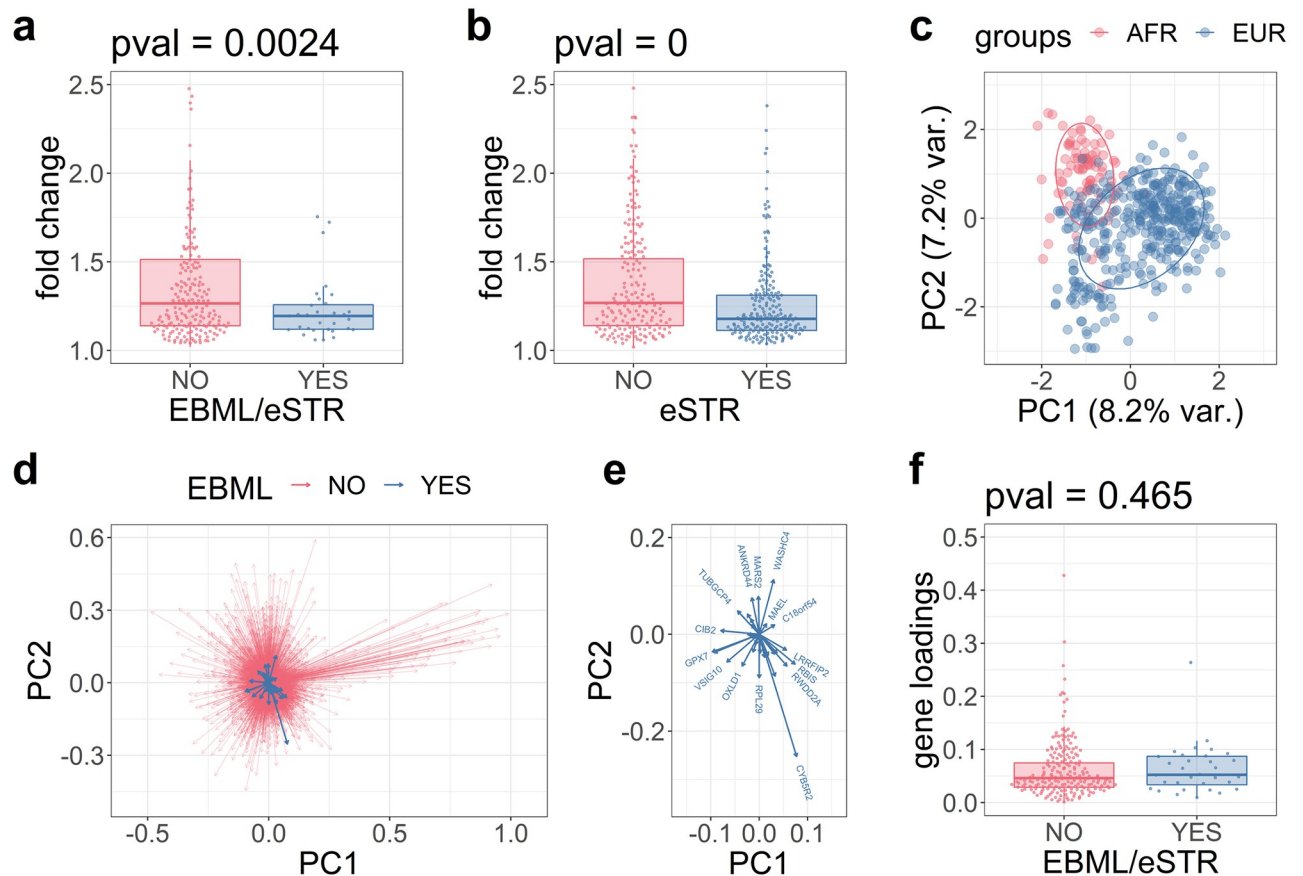 a
pval = 0.0024
fold change
2.5
2.0
1.5
1.0
NO YES
EBML/eSTR
b
pval = 0
fold change
2.5
2.0
1.5
1.0
NO YES
eSTR
c
groups AFR EUR
PC2 (7.2% var.)
2
0
-2
-2 0 2
PC1 (8.2% var.)
d
EBML NO YES
PC2
0.6
0.3
0.0
-0.3
-0.5 0.0 0.5 1.0
PC1
e
PC2
0.2
0.0
-0.2
WASHC4
ANKRD44
MARS2
TUBGCP4
MAEL
C18orf54
CIB2
GPX7
VSIG10
OXLD1
RPL29
LRRFIP2
RBIS
RWDD2A
CYB5R2
-0.1 0.0 0.1
PC1
f
pval = 0.465
gene loadings
0.5
0.4
0.3
0.2
0.1
0.0
NO YES
EBML/eSTR